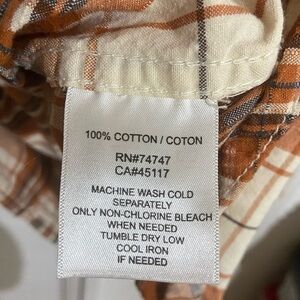 100% COTTON / COTON
RN#74747
CA#45117
MACHINE WASH COLD
SEPARATELY
ONLY NON-CHLORINE BLEACH
WHEN NEEDED
TUMBLE DRY LOW
COOL IRON
IF NEEDED